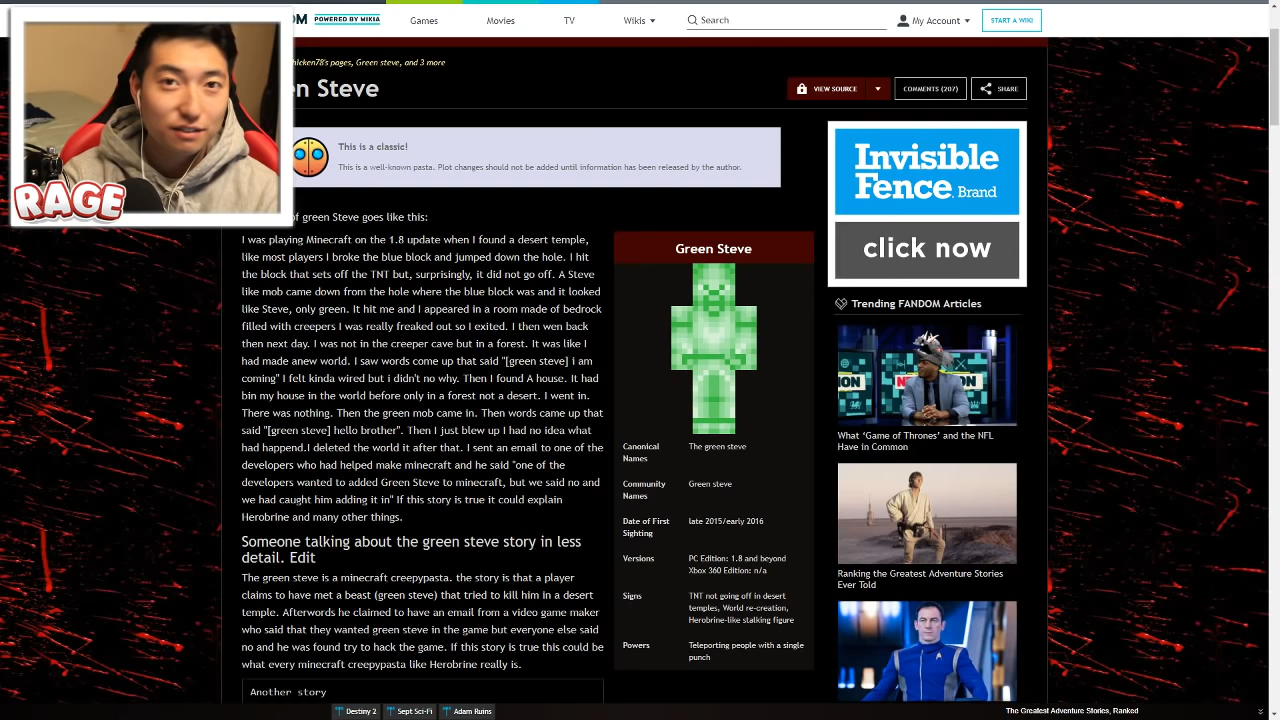 OM POWERED BY WIKIA
Games
Movies
TV
Wikis
Search
My Account
START A WIKI
hicken78's pages, Green steve, and 3 more
en Steve
VIEW SOURCE
COMMENTS (207)
SHARE
RAGE
This is a classic!
This is a well-known pasta. Plot changes should not be added until information has been released by the author.
of green Steve goes like this:
I was playing Minecraft on the 1.8 update when I found a desert temple,
like most players I broke the blue block and jumped down the hole. I hit
the block that sets off the TNT but, surprisingly, it did not go off. A Steve
like mob came down from the hole where the blue block was and it looked
like Steve, only green. It hit me and I appeared in a room made of bedrock
filled with creepers I was really freaked out so I exited. I then wen back
then next day. I was not in the creeper cave but in a forest. It was like I
had made anew world. I saw words come up that said "[green steve] I am
coming" I felt kinda wired but i didn't no why. Then I found A house. It had
bin my house in the world before only in a forest not a desert. I went in.
There was nothing. Then the green mob came in. Then words came up that
said "[green steve] hello brother". Then I just blew up I had no idea what
had happend.I deleted the world it after that. I sent an email to one of the
developers who had helped make minecraft and he said "one of the
developers wanted to added Green Steve to minecraft, but we said no and
we had caught him adding it in" If this story is true it could explain
Herobrine and many other things.
Someone talking about the green steve story in less
detail. Edit
The green steve is a minecraft creepypasta. the story is that a player
claims to have met a beast (green steve) that tried to kill him in a desert
temple. Afterwords he claimed to have an email from a video game maker
who said that they wanted green steve in the game but everyone else said
no and he was found try to hack the game. If this story is true this could be
what every minecraft creepypasta like Herobrine really is.
Another story
Green Steve
Canonical
Names
The green steve
Community
Names
Green steve
Date of First
Sighting
late 2015/early 2016
Versions
PC Edition: 1.8 and beyond
Xbox 360 Edition: n/a
Signs
TNT not going off in desert
temples, World re-creation,
Herobrine-like stalking figure
Powers
Teleporting people with a single
punch
Invisible
Fence® Brand
click now
Trending FANDOM Articles
What 'Game of Thrones' and the NFL
Have in Common
Ranking the Greatest Adventure Stories
Ever Told
Destiny 2
Sept Sci-Fi
Adam Ruins
The Greatest Adventure Stories, Ranked